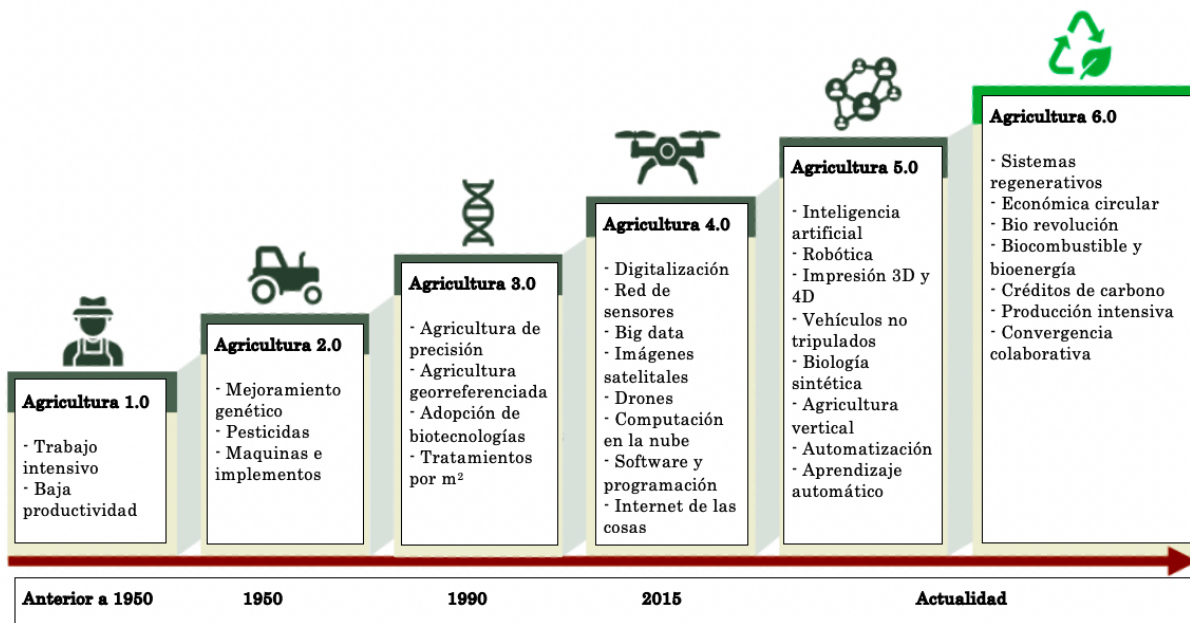 Agricultura 1.0
- Trabajo
intensivo
- Baja
productividad
Agricultura 2.0
- Mejoramiento
genético
- Pesticidas
- Maquinas e
implementos
Agricultura 3.0
- Agricultura de
precisión
- Agricultura
georreferenciada
- Adopción de
biotecnologías
- Tratamientos
por m²
Agricultura 4.0
- Digitalización
- Red de
sensores
- Big data
- Imágenes
satelitales
- Drones
- Computación
en la nube
- Software y
programación
- Internet de las
cosas
Agricultura 5.0
- Inteligencia
artificial
- Robótica
- Impresión 3D y
4D
- Vehículos no
tripulados
- Biología
sintética
- Agricultura
vertical
- Automatización
- Aprendizaje
automático
Agricultura 6.0
- Sistemas
regenerativos
- Económica circular
- Bio revolución
- Biocombustible y
bioenergía
- Créditos de carbono
- Producción intensiva
- Convergencia
colaborativa
Anterior a 1950 1950 1990 2015 Actualidad